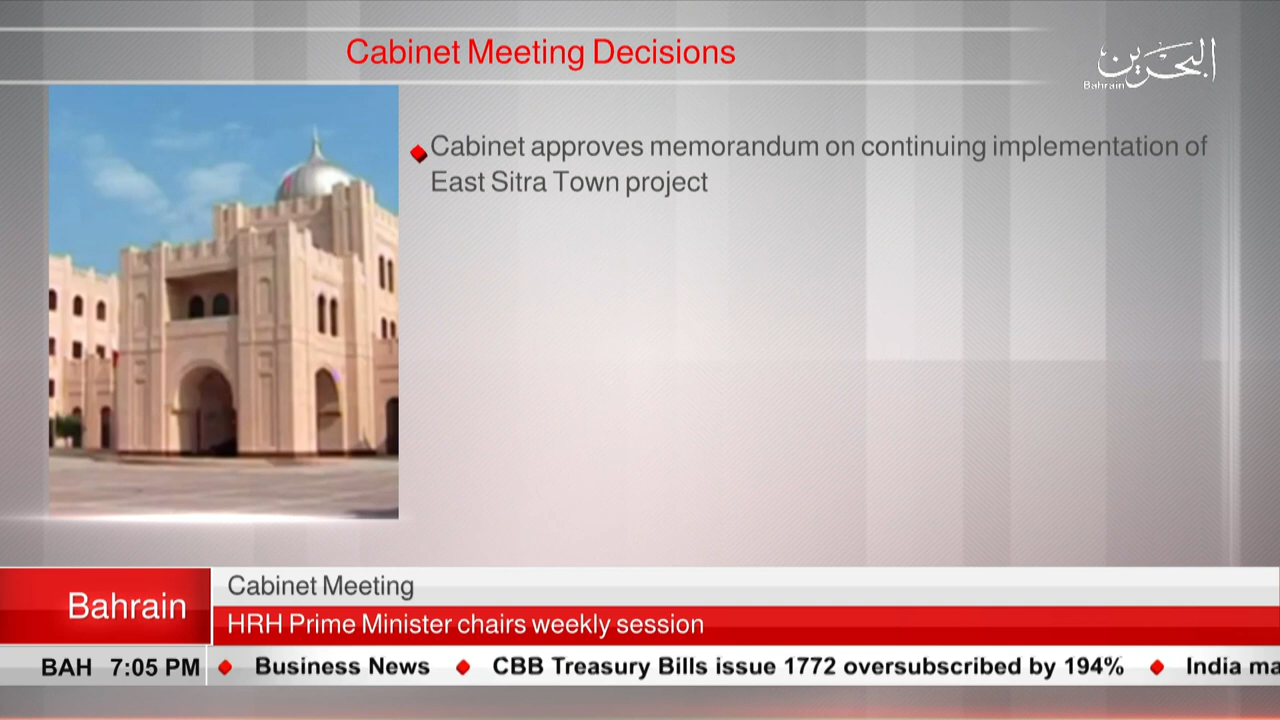 Cabinet Meeting Decisions
البحرين
Bahrain
Cabinet approves memorandum on continuing implementation of
East Sitra Town project
Bahrain
Cabinet Meeting
HRH Prime Minister chairs weekly session
BAH 7:05 PM Business News CBB Treasury Bills issue 1772 oversubscribed by 194% India ma